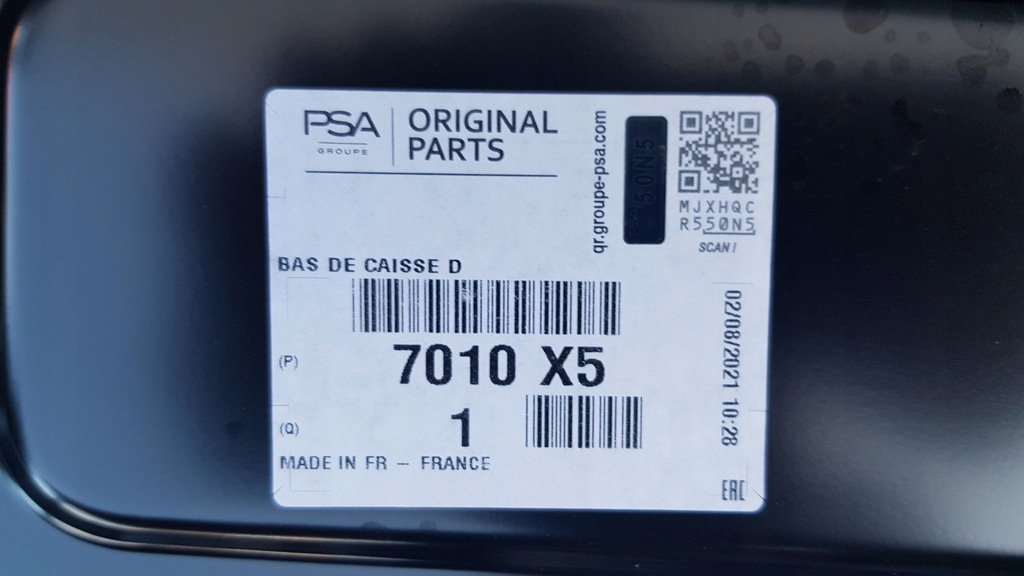 PSA
GROUPE
ORIGINAL
PARTS
qr.groupe-psa.com
50N5
MJXHQC
R550N5
SCAN!
BAS DE CAISSE D
(P)
7010 X5
(Q)
1
MADE IN FR – FRANCE
02/08/2021 10:28
EAC